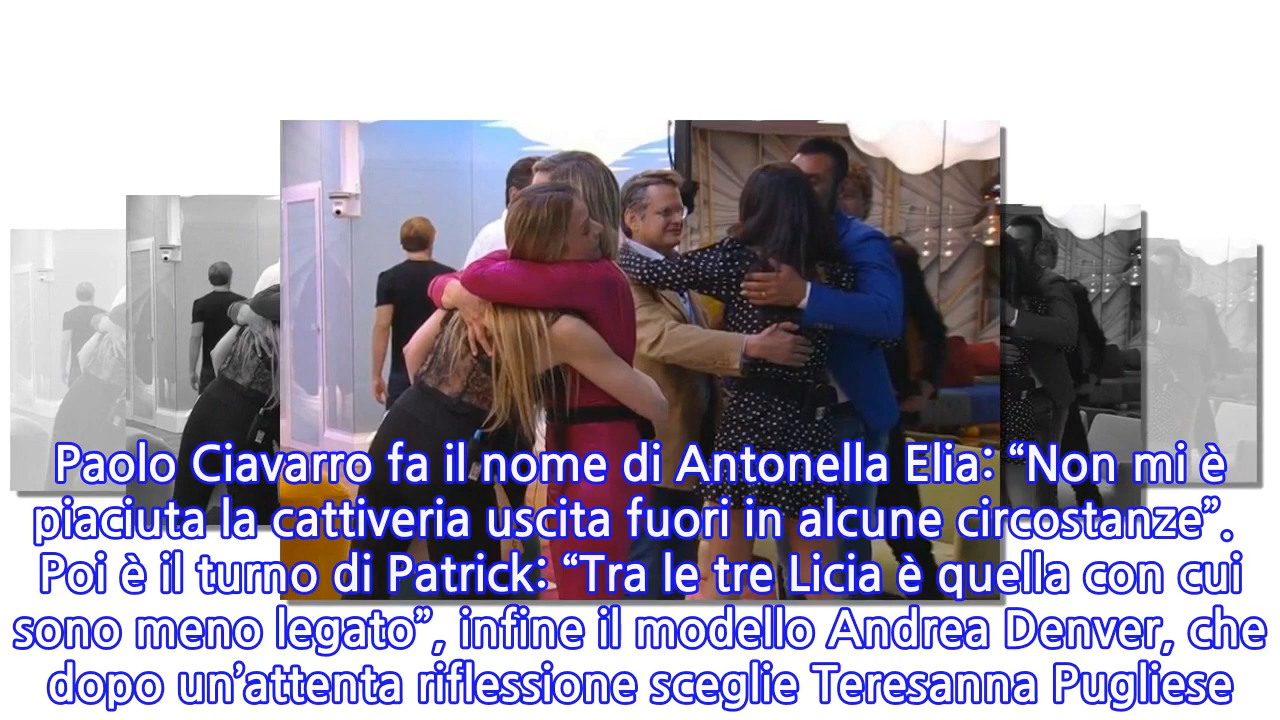 Paolo Ciavarro fa il nome di Antonella Elia: “Non mi è
piaciuta la cattiveria uscita fuori in alcune circostanze”.
Poi è il turno di Patrick: “Tra le tre Licia è quella con cui
sono meno legato”, infine il modello Andrea Denver, che
dopo un’attenta riflessione sceglie Teresanna Pugliese